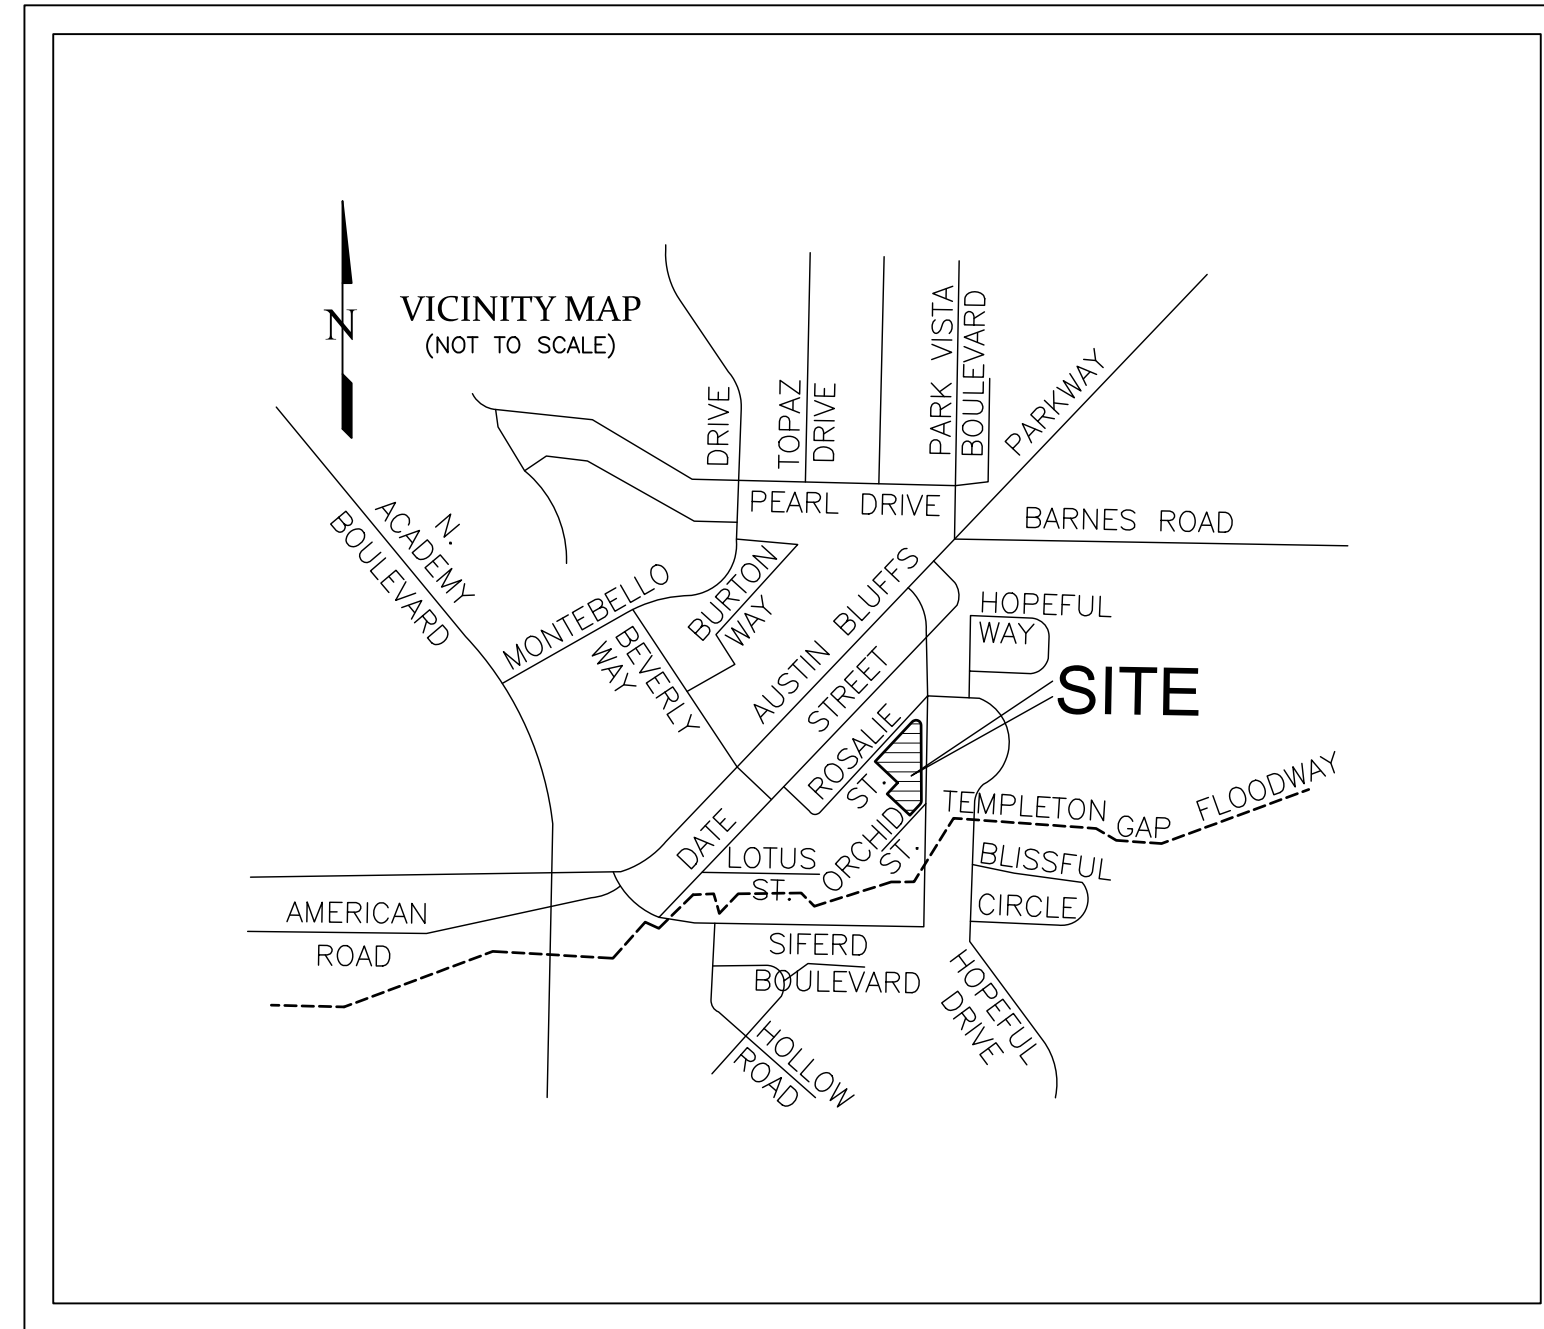 N
VICINITY MAP
(NOT TO SCALE)
DRIVE
TOPAZ
DRIVE
PARK VISTA
BOULEVARD
PARKWAY
PEARL DRIVE
BARNES ROAD
N.
ACADEMY
BOULEVARD
MONTEBELLO
BURTON
WAY
BEVERLY
WAY
AUSTIN BLUFFS
STREET
HOPEFUL
WAY
SITE
ROSALIE
ST.
DATE
ORCHID
ST.
LOTUS
ST.
TEMPLETON GAP FLOODWAY
BLISSFUL
CIRCLE
AMERICAN
ROAD
SIFERD
BOULEVARD
HOPEFUL
DRIVE
HOLLOW
ROAD